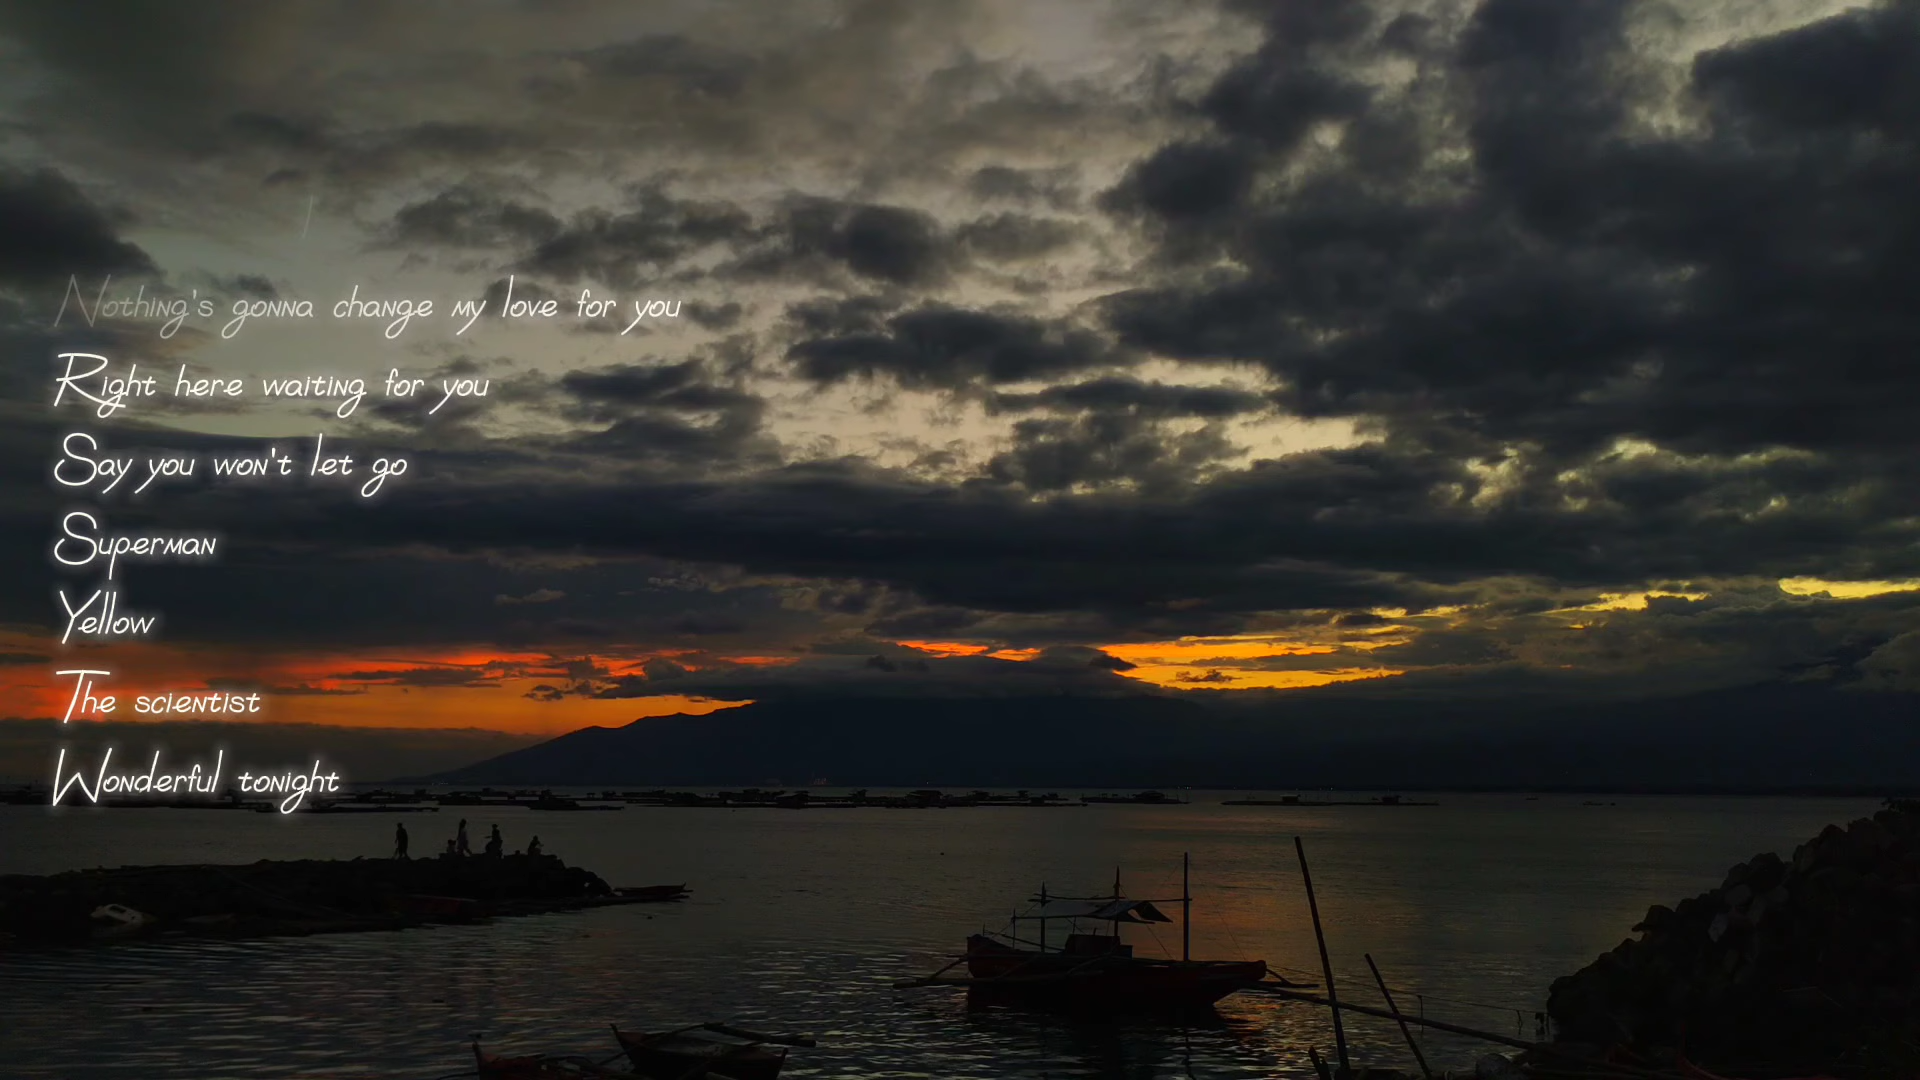 Nothing's gonna change my love for you
Right here waiting for you
Say you won't let go
Superman
Yellow
The scientist
Wonderful tonight